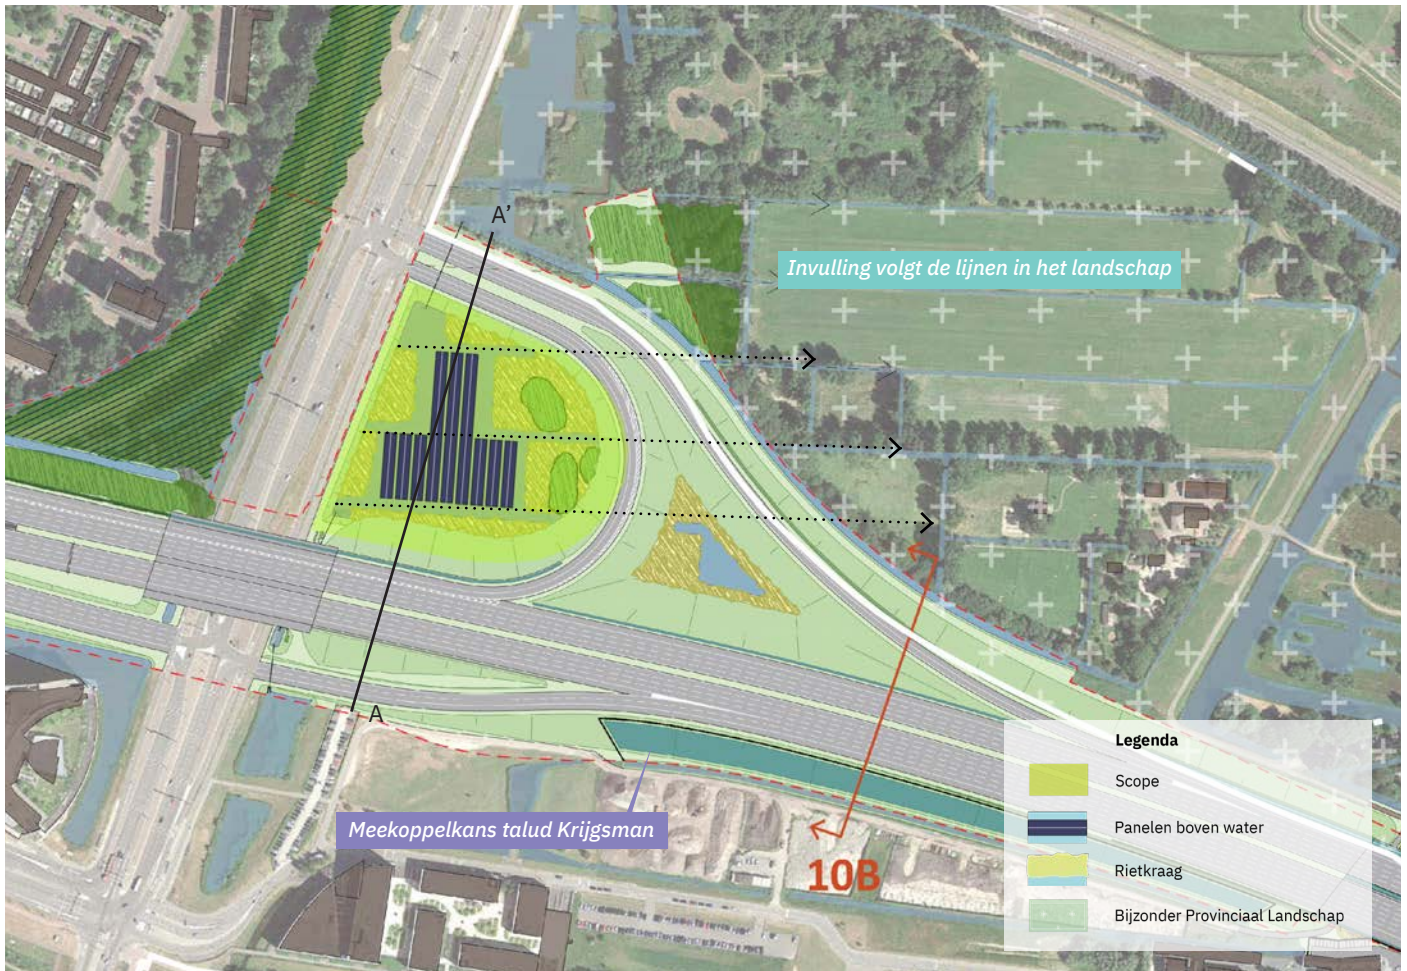 A'
Invulling volgt de lijnen in het landschap
A
Meekoppelkans talud Krijgsman
10B
Legenda
Scope
Panelen boven water
Rietkraag
Bijzonder Provinciaal Landschap